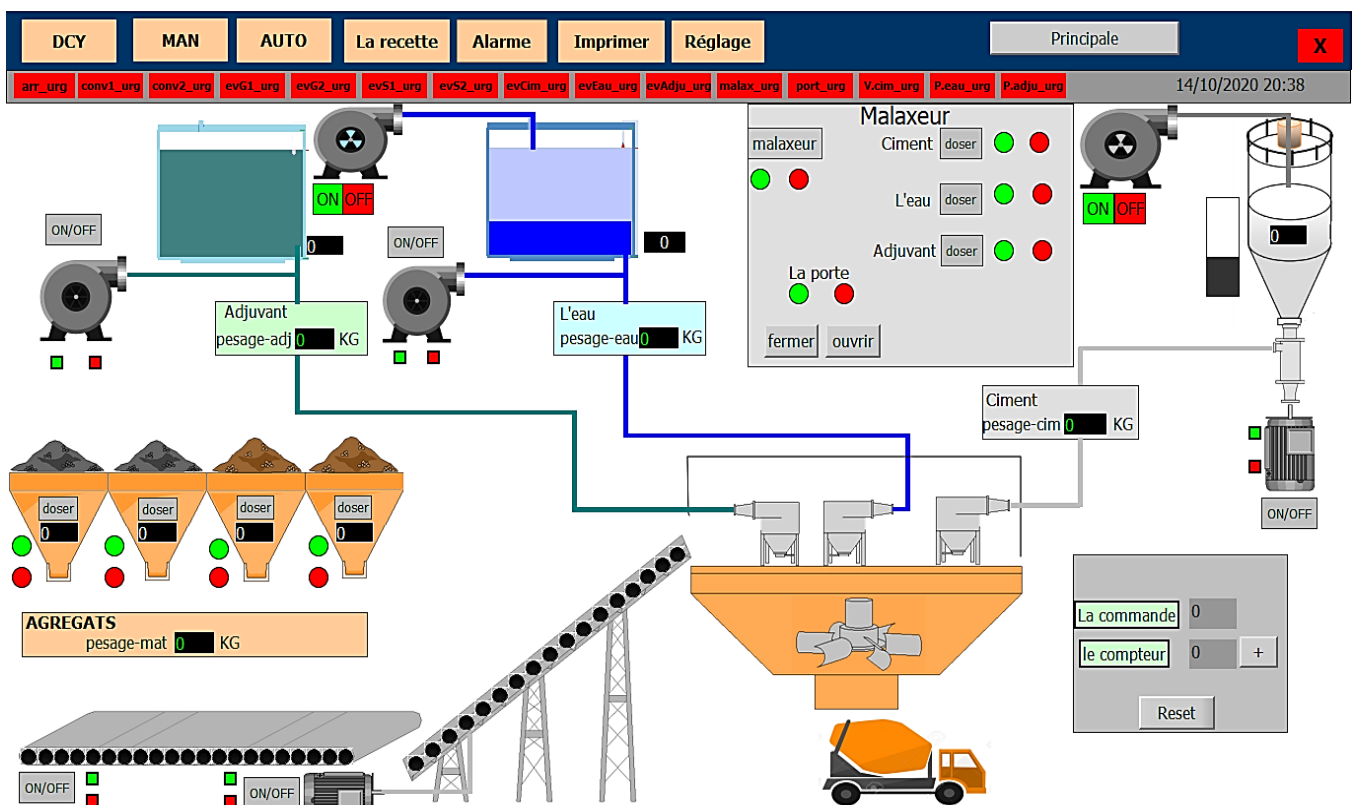 DCY MAN AUTO La recette Alarme Imprimer Réglage Principale X
arr_urg conv1_urg conv2_urg evG1_urg evG2_urg evS1_urg evS2_urg evCim_urg evEau_urg evAdju_urg malax_urg port_urg V.cim_urg P.eau_urg P.adju_urg 14/10/2020 20:38
Malaxeur
malaxeur Ciment doser
L'eau doser
Adjuvant doser
La porte
fermer ouvrir
ON OFF
ON OFF
ON/OFF
ON/OFF
0
0
0
Adjuvant
pesage-adj 0 KG
L'eau
pesage-eau 0 KG
Ciment
pesage-cim 0 KG
ON/OFF
doser doser doser doser
0 0 0 0
AGREGATS
pesage-mat 0 KG
La commande 0
le compteur 0 +
Reset
ON/OFF ON/OFF